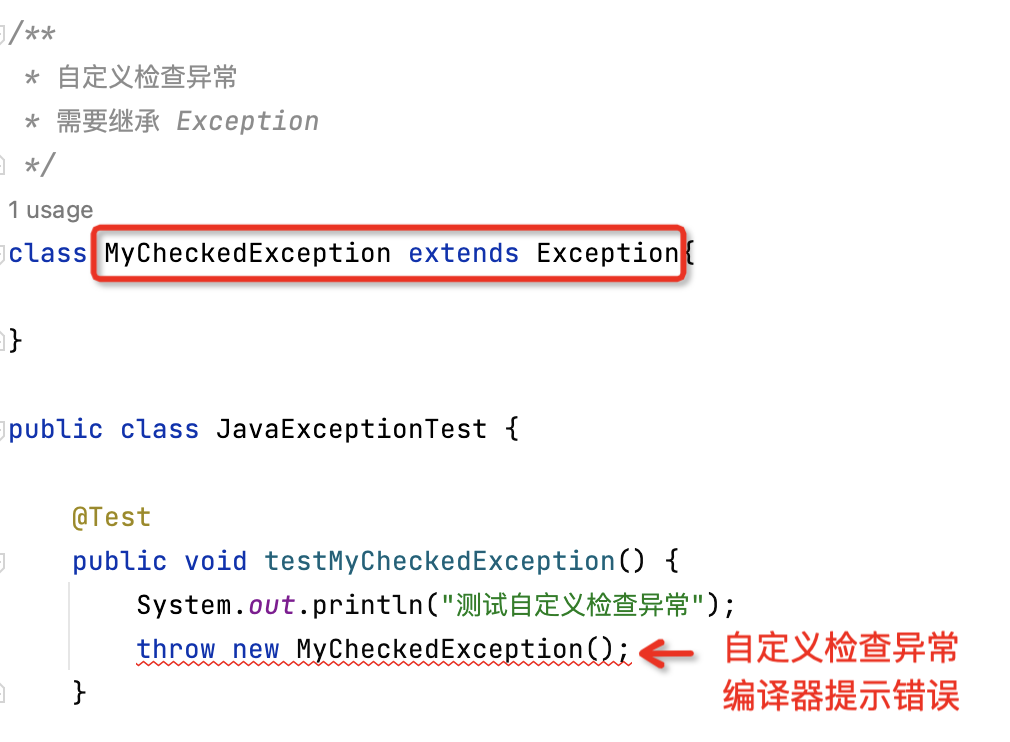 /**
* 自定义检查异常
* 需要继承 Exception
*/
1 usage
class MyCheckedException extends Exception{
}
public class JavaExceptionTest {
@Test
public void testMyCheckedException() {
System.out.println("测试自定义检查异常");
throw new MyCheckedException();
自定义检查异常
编译器提示错误
}